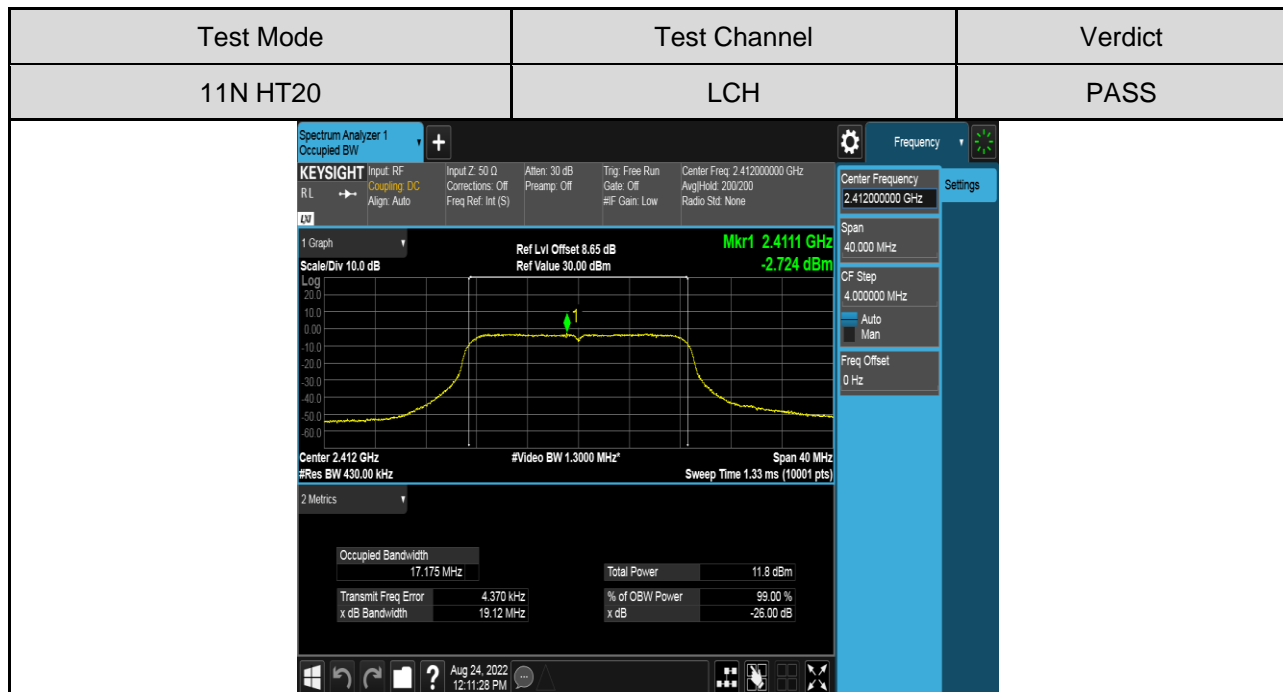 Test Mode Test Channel Verdict
11N HT20 LCH PASS
Spectrum Analyzer 1
Occupied BW
+
Frequency
KEYSIGHT
RL
LXI
Input: RF
Coupling: DC
Align: Auto
Input Z: 50 Ω
Corrections: Off
Freq Ref: Int (S)
Atten: 30 dB
Preamp: Off
Trig: Free Run
Gate: Off
#IF Gain: Low
Center Freq: 2.412000000 GHz
Avg|Hold: 200/200
Radio Std: None
Center Frequency
2.412000000 GHz
Settings
Span
40.000 MHz
CF Step
4.000000 MHz
Auto
Man
Freq Offset
0 Hz
1 Graph
Ref Lvl Offset 8.65 dB
Mkr1 2.4111 GHz
Scale/Div 10.0 dB
Ref Value 30.00 dBm
-2.724 dBm
Log
20.0
10.0
0.00
-10.0
-20.0
-30.0
-40.0
-50.0
-60.0
1
Center 2.412 GHz
#Video BW 1.3000 MHz*
Span 40 MHz
#Res BW 430.00 kHz
Sweep Time 1.33 ms (10001 pts)
2 Metrics
Occupied Bandwidth
17.175 MHz
Total Power 11.8 dBm
Transmit Freq Error 4.370 kHz
% of OBW Power 99.00 %
x dB Bandwidth 19.12 MHz
x dB -26.00 dB
?
Aug 24, 2022
12:11:28 PM